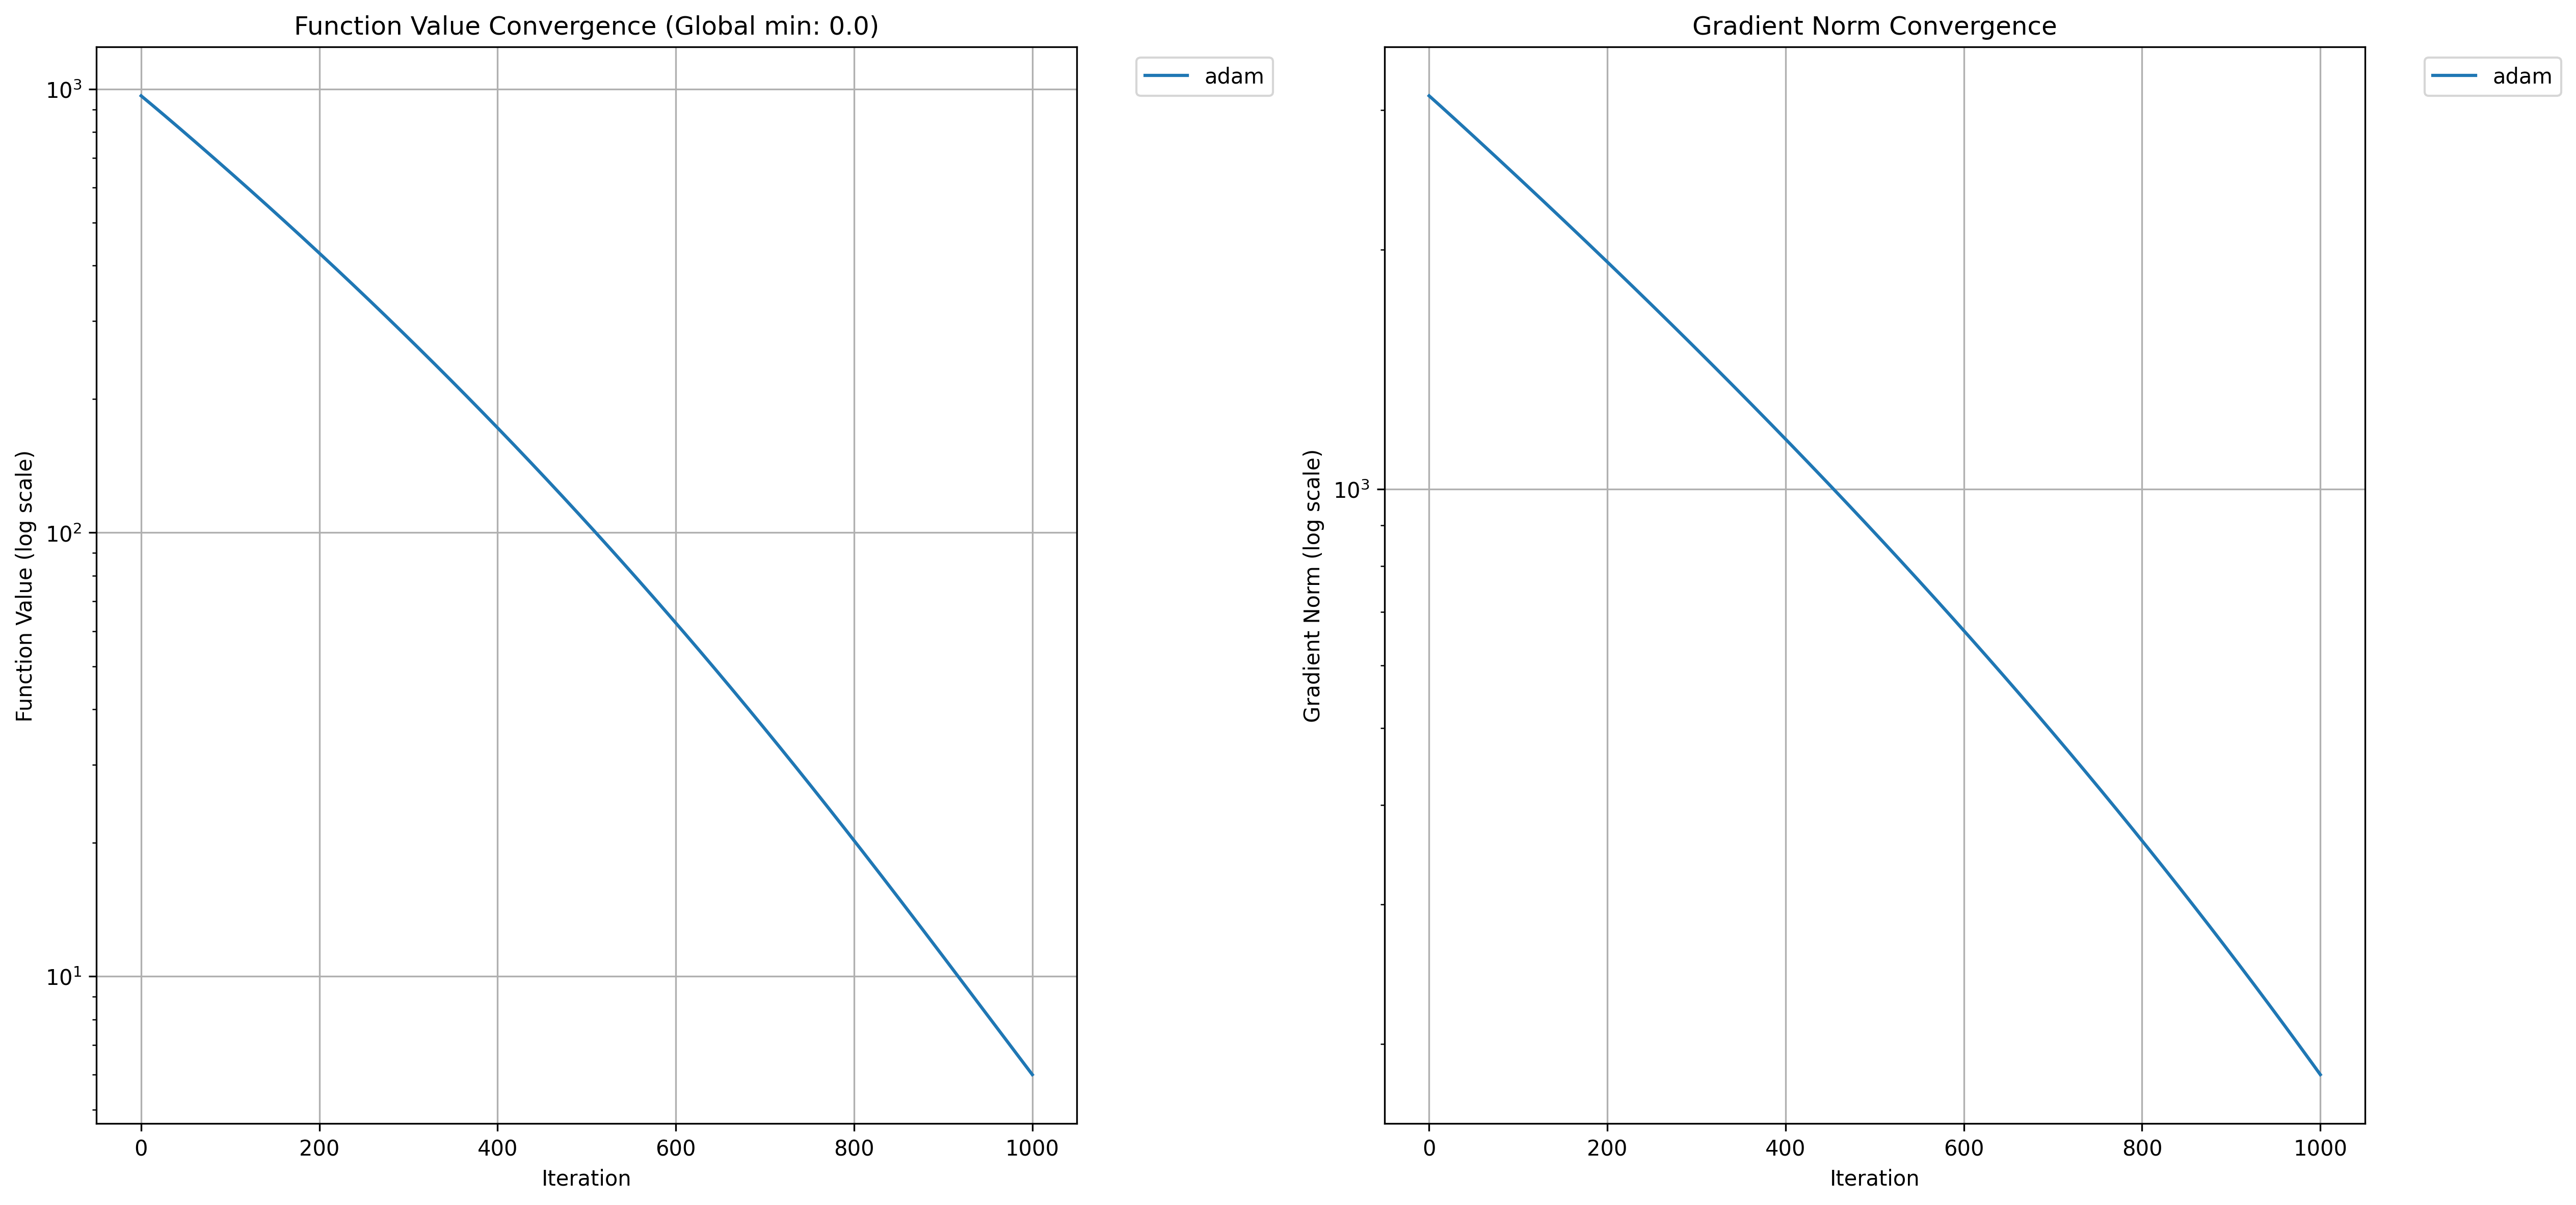 Function Value Convergence (Global min: 0.0)
Function Value (log scale)
10³
10²
10¹
0 200 400 600 800 1000
Iteration
adam
Gradient Norm Convergence
Gradient Norm (log scale)
10³
0 200 400 600 800 1000
Iteration
adam